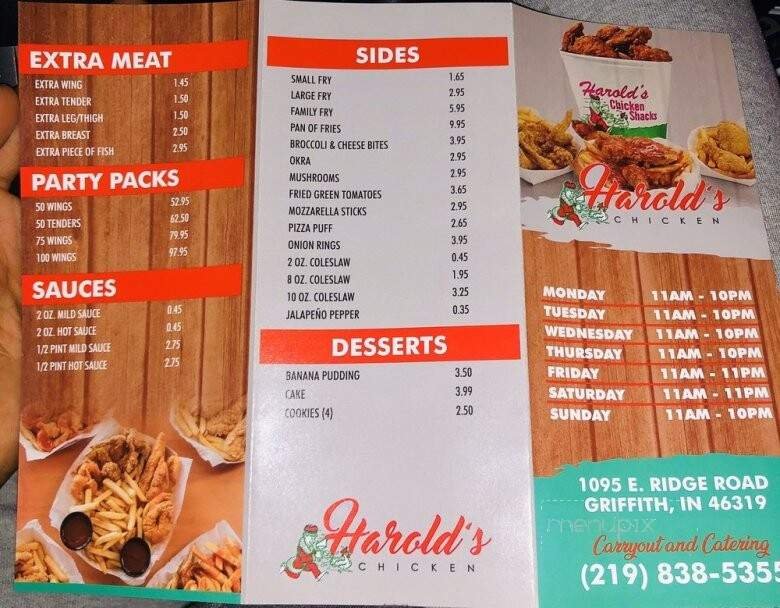 EXTRA MEAT
EXTRA WING 1.45
EXTRA TENDER 1.50
EXTRA LEG/THIGH 1.50
EXTRA BREAST 2.50
EXTRA PIECE OF FISH 2.95
PARTY PACKS
50 WINGS 52.95
50 TENDERS 62.50
75 WINGS 79.95
100 WINGS 97.95
SAUCES
2 OZ. MILD SAUCE 0.45
2 OZ. HOT SAUCE 0.45
1/2 PINT MILD SAUCE 2.75
1/2 PINT HOT SAUCE 2.75
SIDES
SMALL FRY 1.65
LARGE FRY 2.95
FAMILY FRY 5.95
PAN OF FRIES 9.95
BROCCOLI & CHEESE BITES 3.95
OKRA 2.95
MUSHROOMS 2.95
FRIED GREEN TOMATOES 3.65
MOZZARELLA STICKS 2.95
PIZZA PUFF 2.65
ONION RINGS 3.95
2 OZ. COLESLAW 0.45
8 OZ. COLESLAW 1.95
10 OZ. COLESLAW 3.25
JALAPEÑO PEPPER 0.35
DESSERTS
BANANA PUDDING 3.50
CAKE 3.99
COOKIES (4) 2.50
Harold's
CHICKEN
Harold's
Chicken
Shacks
Harold's
CHICKEN
MONDAY 11AM - 10PM
TUESDAY 11AM - 10PM
WEDNESDAY 11AM - 10PM
THURSDAY 11AM - 10PM
FRIDAY 11AM - 11PM
SATURDAY 11AM - 11PM
SUNDAY 11AM - 10PM
1095 E. RIDGE ROAD
GRIFFITH, IN 46319
menupix
Carryout and Catering
(219) 838-5355